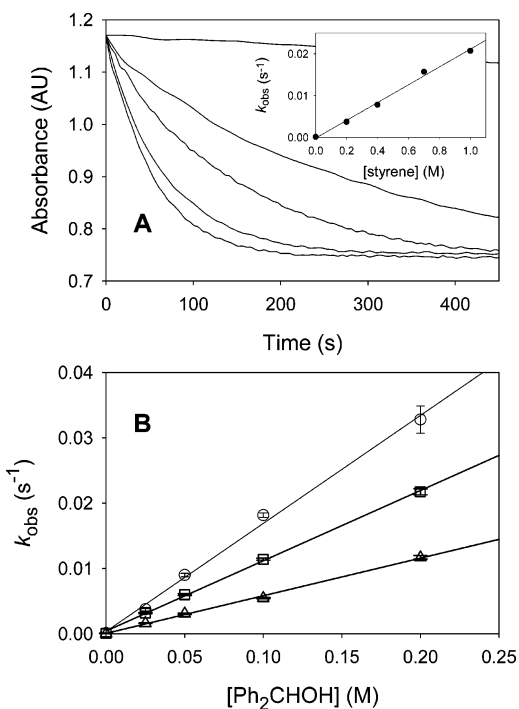 1.2
1.1
1.0
0.9
0.8
0.7
Absorbance (AU)
A
0 100 200 300 400
Time (s)
0.02
0.01
0.00
kobs (s-1)
0.0 0.2 0.4 0.6 0.8 1.0
[styrene] (M)
0.04
0.03
0.02
0.01
0.00
kobs (s-1)
B
0.00 0.05 0.10 0.15 0.20 0.25
[Ph2CHOH] (M)